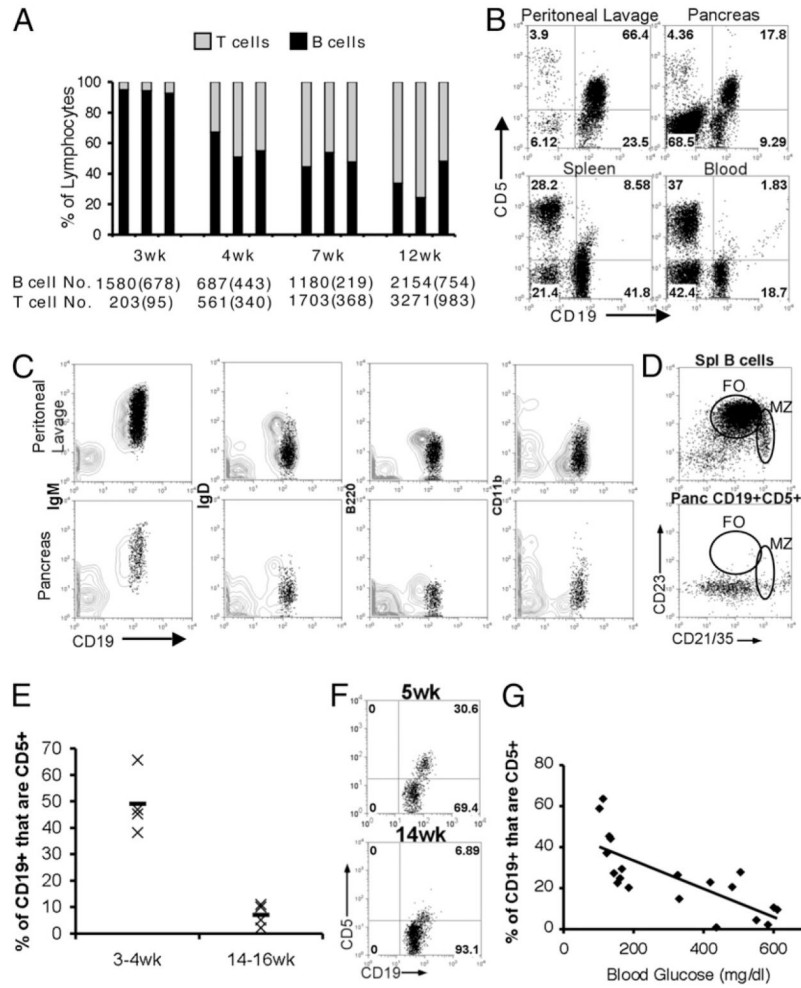 A
T cells
B cells
% of Lymphocytes
100
80
60
40
20
0
3wk
4wk
7wk
12wk
B cell No. 1580(678) 687(443) 1180(219) 2154(754)
T cell No. 203(95) 561(340) 1703(368) 3271(983)
B
Peritoneal Lavage
Pancreas
3.9
66.4
6.12
23.5
4.36
17.8
68.5
9.29
Spleen
Blood
28.2
8.58
21.4
41.8
37
1.83
42.4
18.7
CD5
CD19
C
Peritoneal
Lavage
Pancreas
IgM
IgD
B220
CD11b
CD19
D
Spl B cells
FO
MZ
Panc CD19+CD5+
FO
MZ
CD23
CD21/35
E
% of CD19+ that are CD5+
70
60
50
40
30
20
10
0
3-4wk
14-16wk
F
5wk
0
30.6
0
69.4
14wk
0
6.89
0
93.1
CD5
CD19
G
% of CD19+ that are CD5+
80
60
40
20
0
0
200
400
600
Blood Glucose (mg/dl)